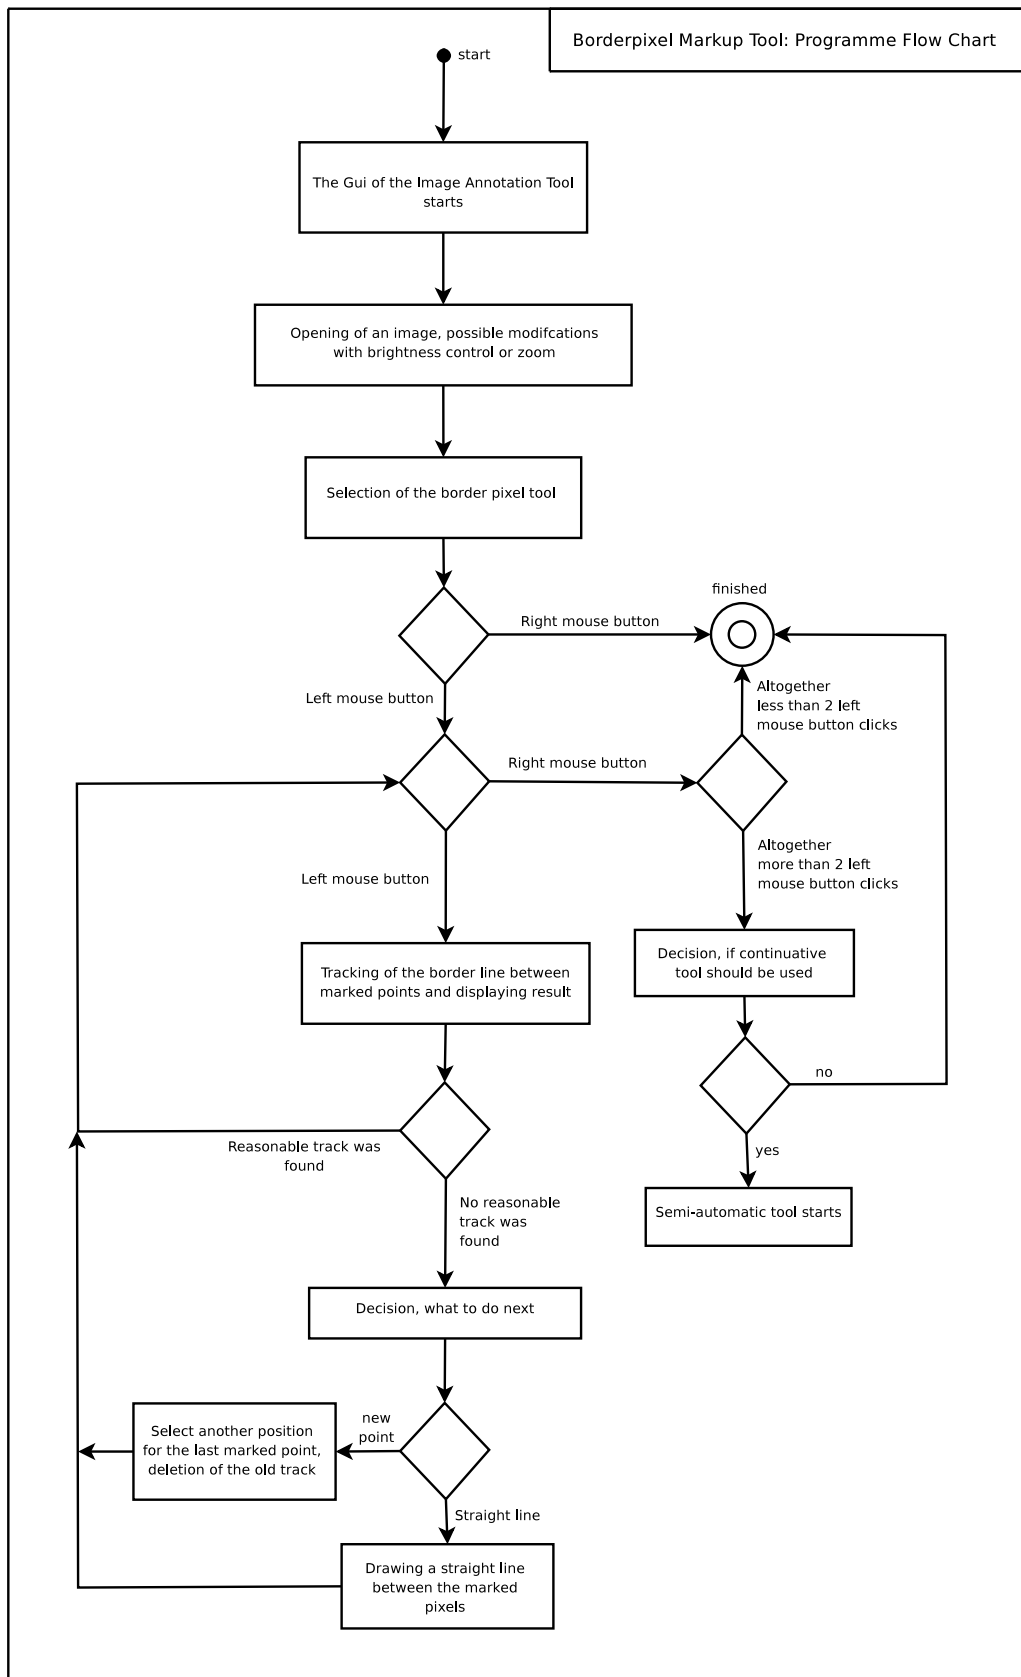 Borderpixel Markup Tool: Programme Flow Chart
start
The Gui of the Image Annotation Tool
starts
Opening of an image, possible modifcations
with brightness control or zoom
Selection of the border pixel tool
finished
Right mouse button
Left mouse button
Altogether
less than 2 left
mouse button clicks
Right mouse button
Left mouse button
Altogether
more than 2 left
mouse button clicks
Decision, if continuative
tool should be used
Tracking of the border line between
marked points and displaying result
no
Reasonable track was
found
yes
No reasonable
track was
found
Semi-automatic tool starts
Decision, what to do next
new
point
Select another position
for the last marked point,
deletion of the old track
Straight line
Drawing a straight line
between the marked
pixels